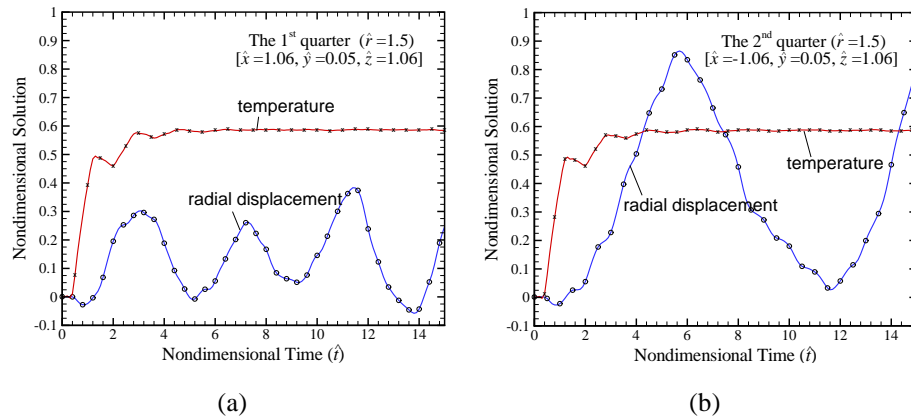 0.9
0.8
0.7
0.6
0.5
0.4
0.3
0.2
0.1
0
-0.1
Nondimensional Solution
The 1st quarter (r̂=1.5)
[x̂=1.06, ŷ=0.05, ẑ=1.06]
temperature
radial displacement
0 2 4 6 8 10 12 14
Nondimensional Time (t̂)
(a)
0.9
0.8
0.7
0.6
0.5
0.4
0.3
0.2
0.1
0
-0.1
Nondimensional Solution
The 2nd quarter (r̂=1.5)
[x̂=-1.06, ŷ=0.05, ẑ=1.06]
temperature
radial displacement
0 2 4 6 8 10 12 14
Nondimensional Time (t̂)
(b)